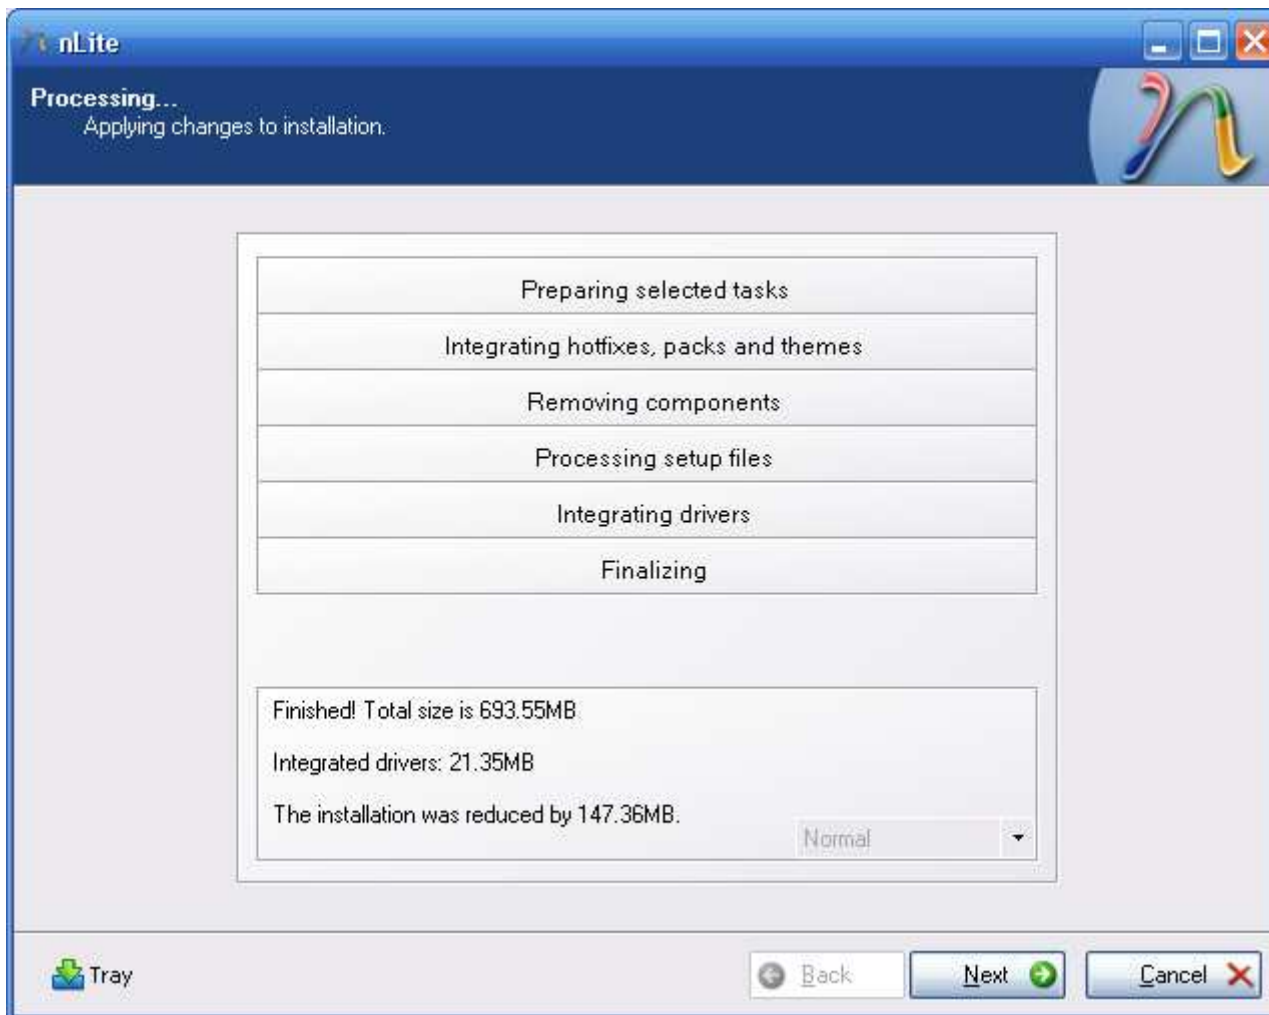 nLite
Processing...
Applying changes to installation.
Preparing selected tasks
Integrating hotfixes, packs and themes
Removing components
Processing setup files
Integrating drivers
Finalizing
Finished! Total size is 693.55MB
Integrated drivers: 21.35MB
The installation was reduced by 147.36MB.
Normal
Tray
Back
Next
Cancel